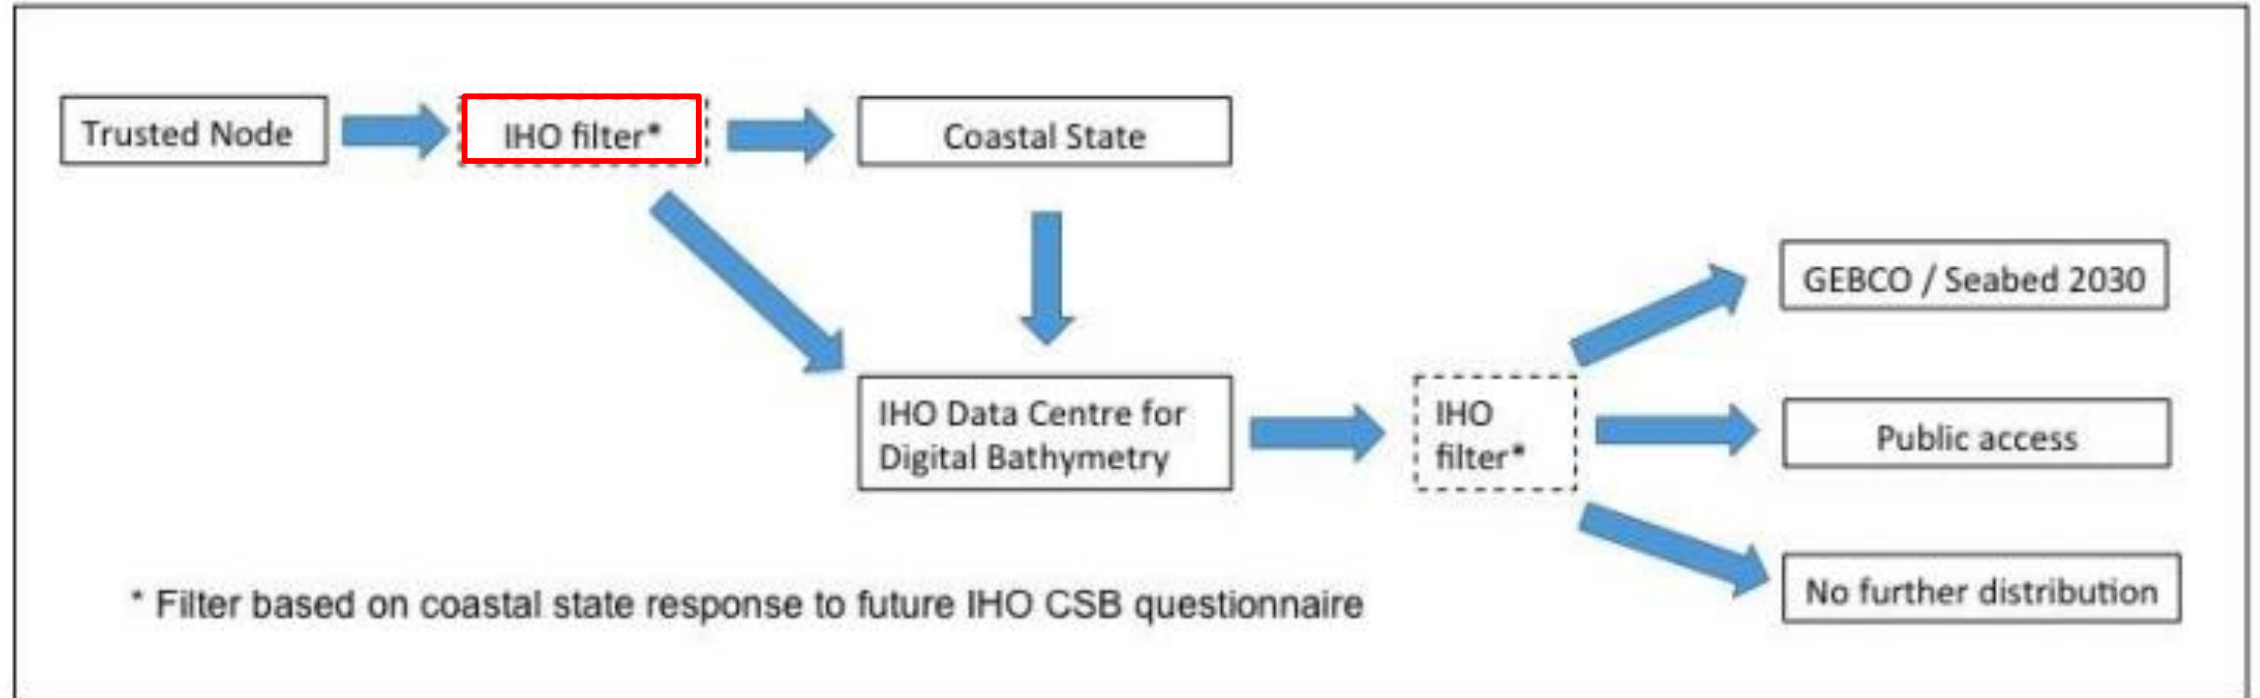 Trusted Node
IHO filter*
Coastal State
GEBCO / Seabed 2030
IHO Data Centre for
Digital Bathymetry
IHO
filter*
Public access
No further distribution
* Filter based on coastal state response to future IHO CSB questionnaire